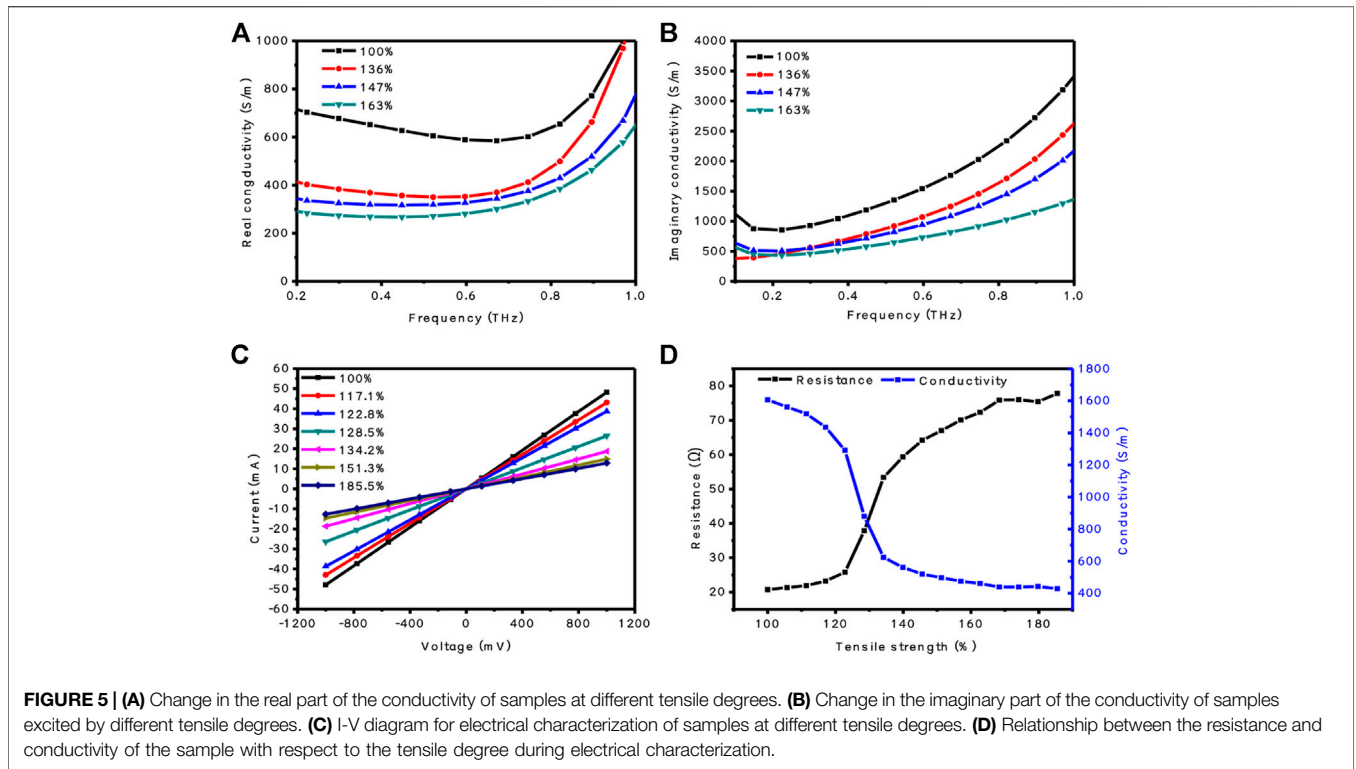 A
1000
800
600
400
200
0
Real congductivity (S/m)
100%
136%
147%
163%
0.2 0.4 0.6 0.8 1.0
Frequency (THz)
B
4000
3500
3000
2500
2000
1500
1000
500
0
Imaginary conductivity (S/m)
100%
136%
147%
163%
0.2 0.4 0.6 0.8 1.0
Frequency (THz)
C
60
50
40
30
20
10
0
-10
-20
-30
-40
-50
-60
Current (mA)
100%
117.1%
122.8%
128.5%
134.2%
151.3%
185.5%
-1200 -800 -400 0 400 800 1200
Voltage (mV)
D
80
70
60
50
40
30
20
Resistance (Ω)
Resistance Conductivity
1800
1600
1400
1200
1000
800
600
400
Conductivity (S/m)
100 120 140 160 180
Tensile strength (%)
FIGURE 5 | (A) Change in the real part of the conductivity of samples at different tensile degrees. (B) Change in the imaginary part of the conductivity of samples
excited by different tensile degrees. (C) I-V diagram for electrical characterization of samples at different tensile degrees. (D) Relationship between the resistance and
conductivity of the sample with respect to the tensile degree during electrical characterization.